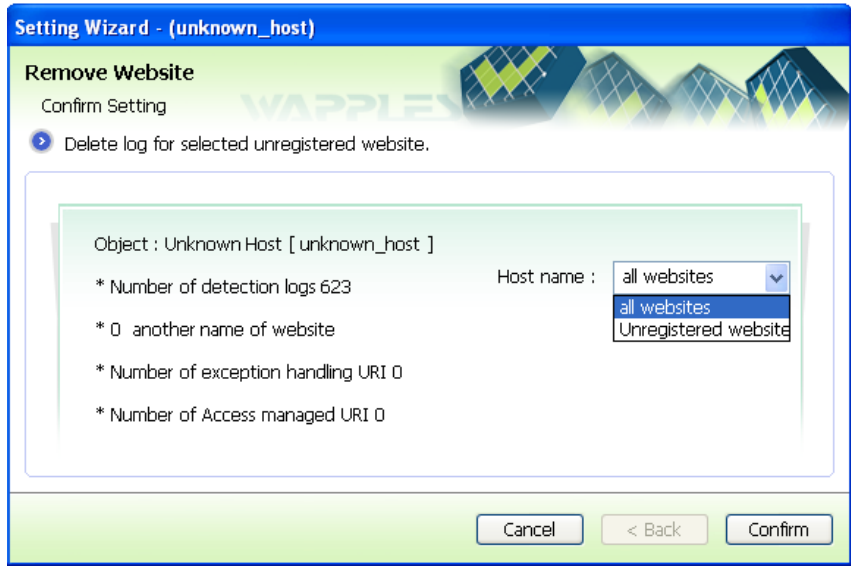 Setting Wizard - (unknown_host)
Remove Website
Confirm Setting
WAPPLES
Delete log for selected unregistered website.
Object : Unknown Host [ unknown_host ]
Host name : all websites
* Number of detection logs 623
all websites
* 0 another name of website
Unregistered website
* Number of exception handling URI 0
* Number of Access managed URI 0
Cancel < Back Confirm